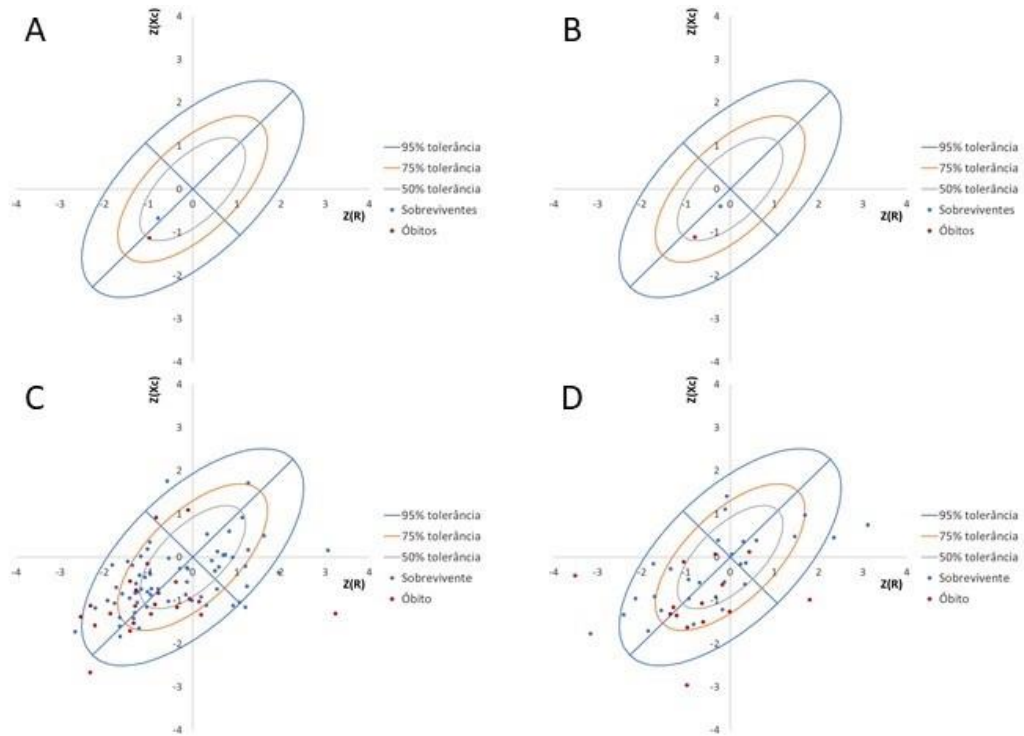 A
Z(Xc)
4
3
2
1
0
-4 -3 -2 -1 0 1 2 3 4
Z(R)
-1
-2
-3
-4
95% tolerância
75% tolerância
50% tolerância
Sobreviventes
Óbitos
B
Z(Xc)
4
3
2
1
0
-4 -3 -2 -1 0 1 2 3 4
Z(R)
-1
-2
-3
-4
95% tolerância
75% tolerância
50% tolerância
Sobreviventes
Óbitos
C
Z(Xc)
4
3
2
1
0
-4 -3 -2 -1 0 1 2 3 4
Z(R)
-1
-2
-3
-4
95% tolerância
75% tolerância
50% tolerância
Sobrevivente
Óbito
D
Z(Xc)
4
3
2
1
0
-4 -3 -2 -1 0 1 2 3 4
Z(R)
-1
-2
-3
-4
95% tolerância
75% tolerância
50% tolerância
Sobrevivente
Óbito